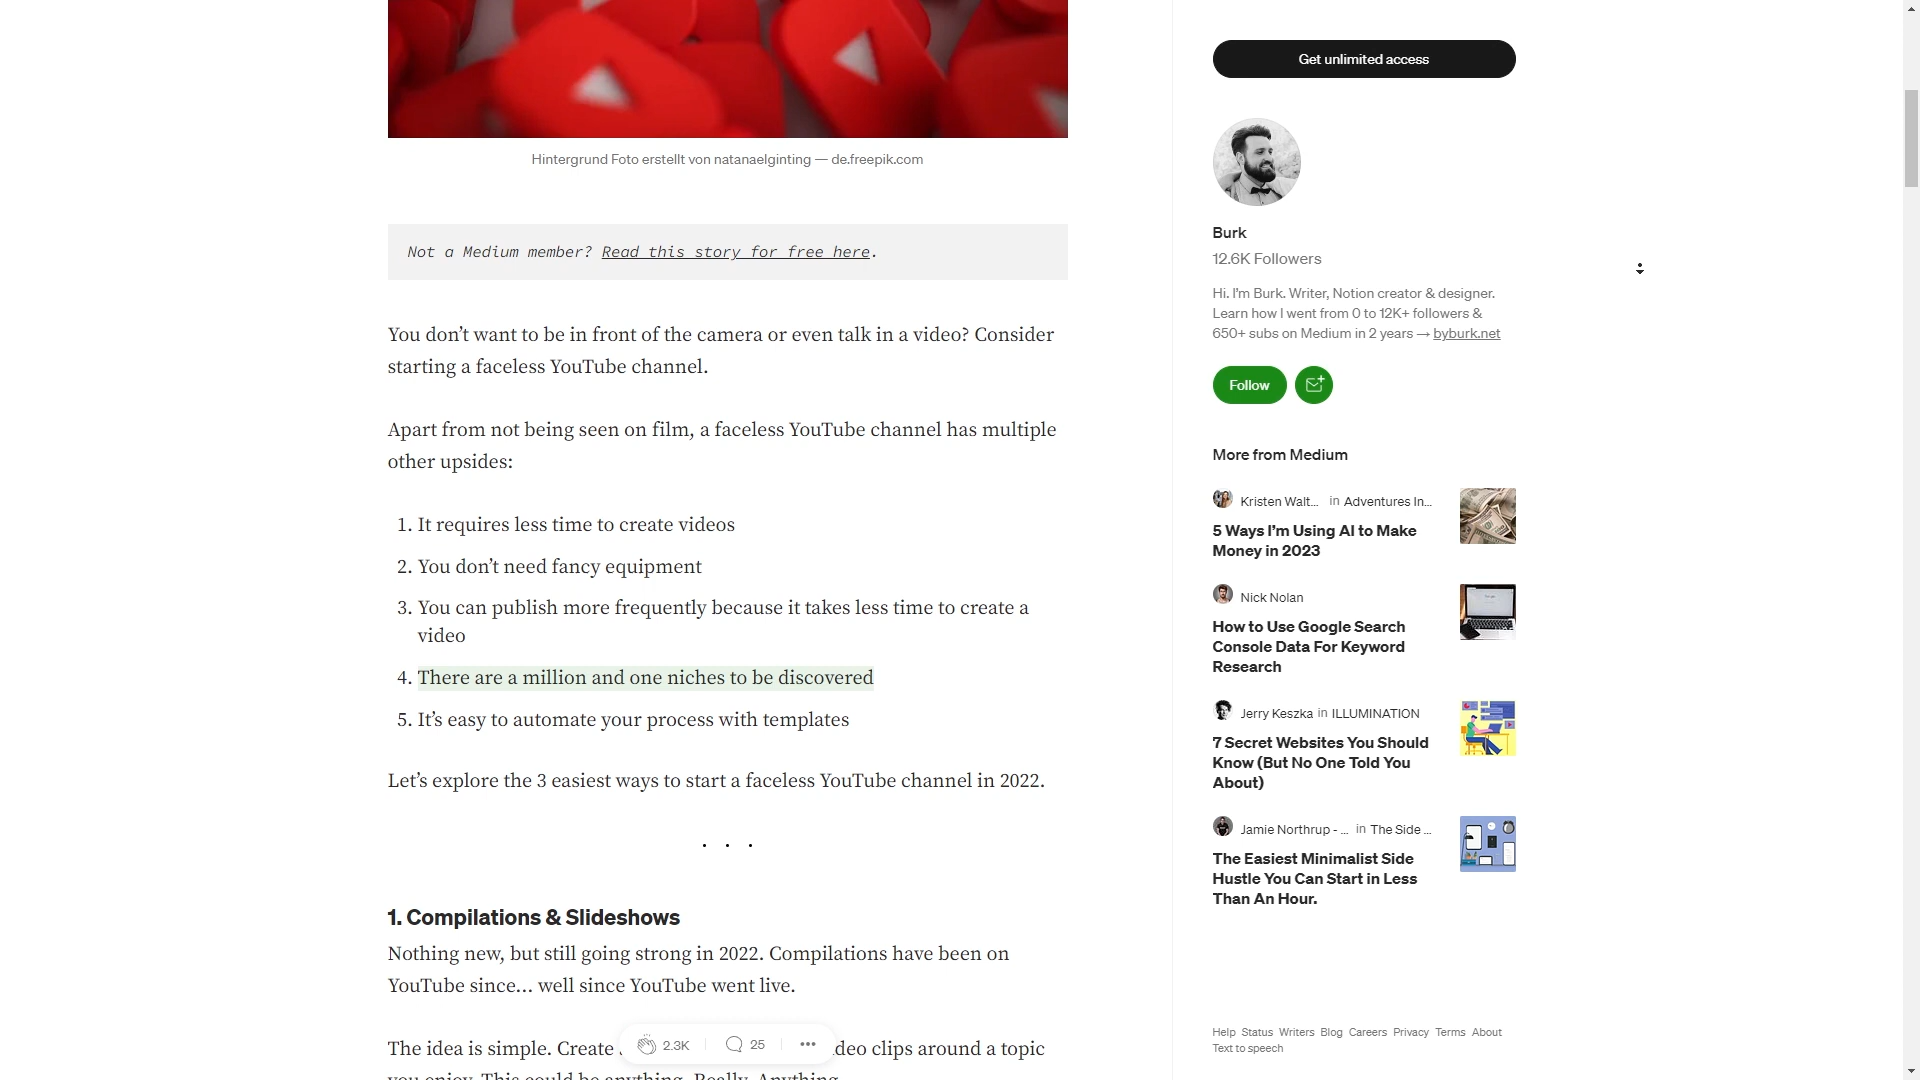 Hintergrund Foto erstellt von natanaelginting — de.freepik.com
Not a Medium member? Read this story for free here.
You don’t want to be in front of the camera or even talk in a video? Consider
starting a faceless YouTube channel.
Apart from not being seen on film, a faceless YouTube channel has multiple
other upsides:
1. It requires less time to create videos
2. You don’t need fancy equipment
3. You can publish more frequently because it takes less time to create a
video
4. There are a million and one niches to be discovered
5. It’s easy to automate your process with templates
Let’s explore the 3 easiest ways to start a faceless YouTube channel in 2022.
. . .
1. Compilations & Slideshows
Nothing new, but still going strong in 2022. Compilations have been on
YouTube since… well since YouTube went live.
The idea is simple. Create
clips around a topic
you enjoy. This could be anything. Really. Anything.
2.3K
25
Get unlimited access
Burk
12.6K Followers
Hi. I’m Burk. Writer, Notion creator & designer.
Learn how I went from 0 to 12K+ followers &
650+ subs on Medium in 2 years → byburk.net
Follow
More from Medium
Kristen Walt… in Adventures In…
5 Ways I’m Using AI to Make
Money in 2023
Nick Nolan
How to Use Google Search
Console Data For Keyword
Research
Jerry Keszka in ILLUMINATION
7 Secret Websites You Should
Know (But No One Told You
About)
Jamie Northrup - … in The Side …
The Easiest Minimalist Side
Hustle You Can Start in Less
Than An Hour.
Help Status Writers Blog Careers Privacy Terms About
Text to speech